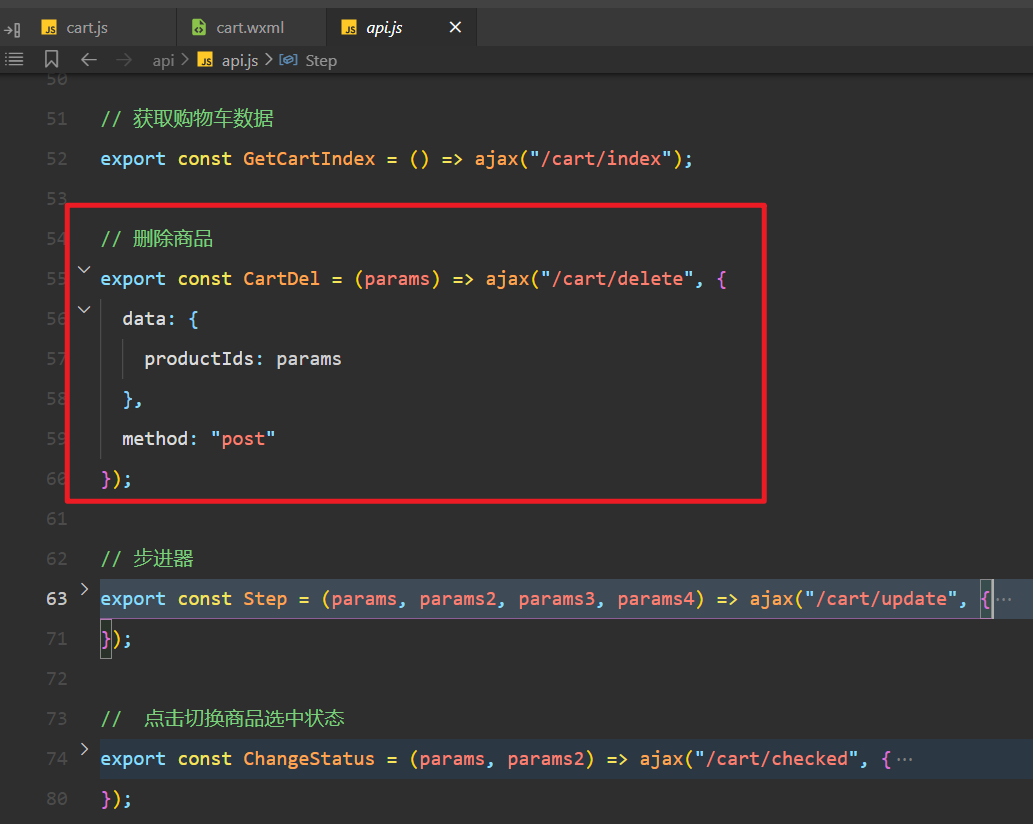 JS cart.js cart.wxml JS api.js ×
api > JS api.js > Step
50
51 // 获取购物车数据
52 export const GetCartIndex = () => ajax("/cart/index");
53
54 // 删除商品
55 export const CartDel = (params) => ajax("/cart/delete", {
56 data: {
57 productIds: params
58 },
59 method: "post"
60 });
61
62 // 步进器
63 export const Step = (params, params2, params3, params4) => ajax("/cart/update", {···
71 });
72
73 // 点击切换商品选中状态
74 export const ChangeStatus = (params, params2) => ajax("/cart/checked", {···
80 });